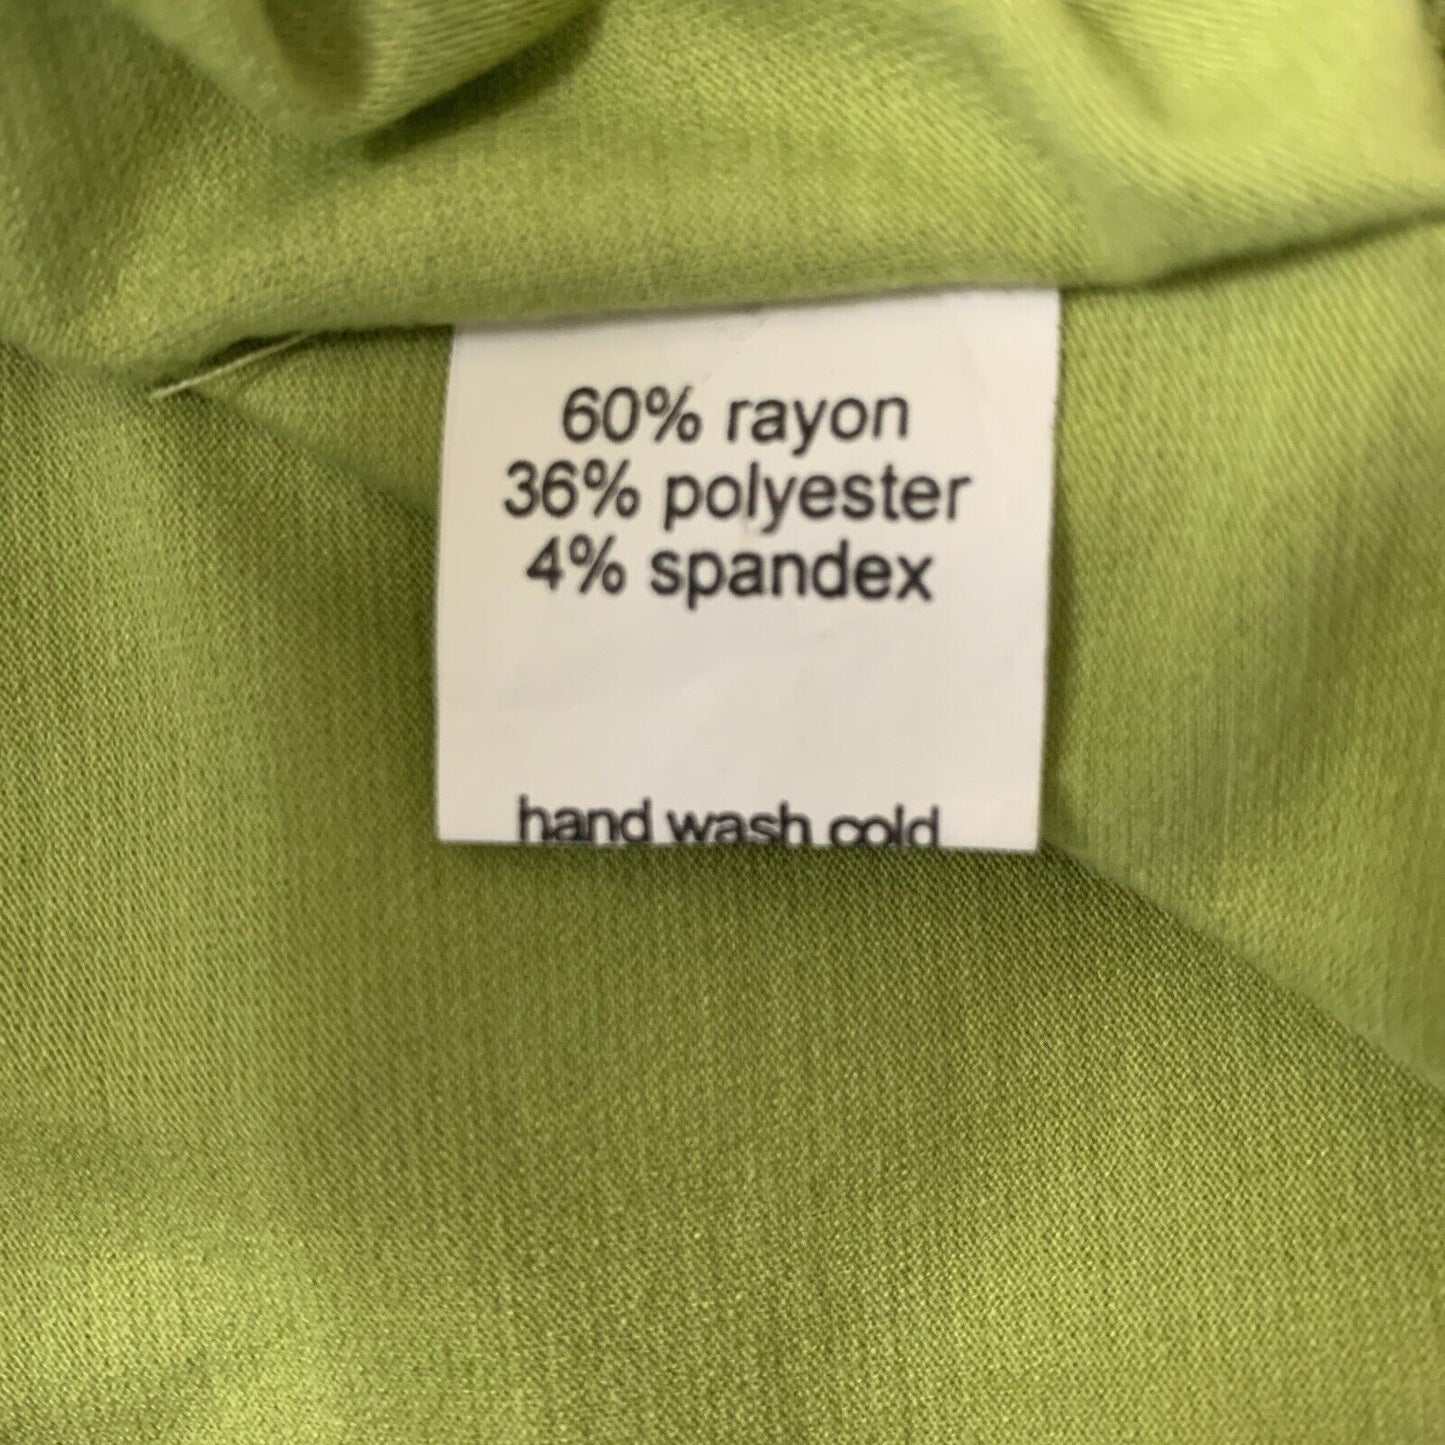 60% rayon
36% polyester
4% spandex
hand wash cold